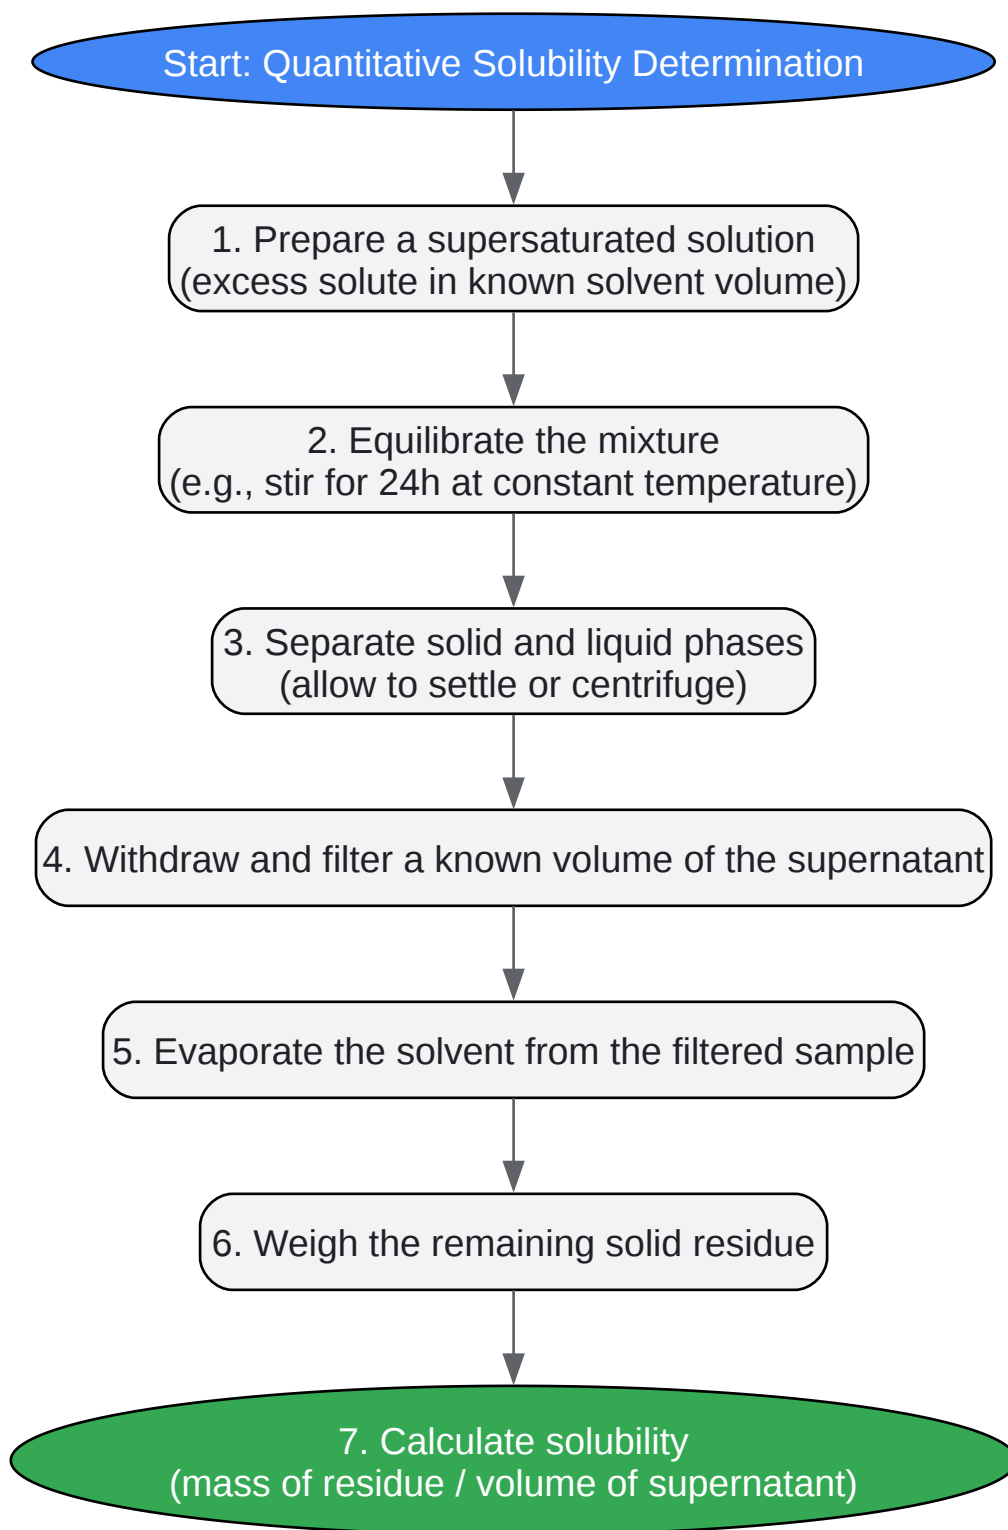 Start: Quantitative Solubility Determination
1. Prepare a supersaturated solution
(excess solute in known solvent volume)
2. Equilibrate the mixture
(e.g., stir for 24h at constant temperature)
3. Separate solid and liquid phases
(allow to settle or centrifuge)
4. Withdraw and filter a known volume of the supernatant
5. Evaporate the solvent from the filtered sample
6. Weigh the remaining solid residue
7. Calculate solubility
(mass of residue / volume of supernatant)